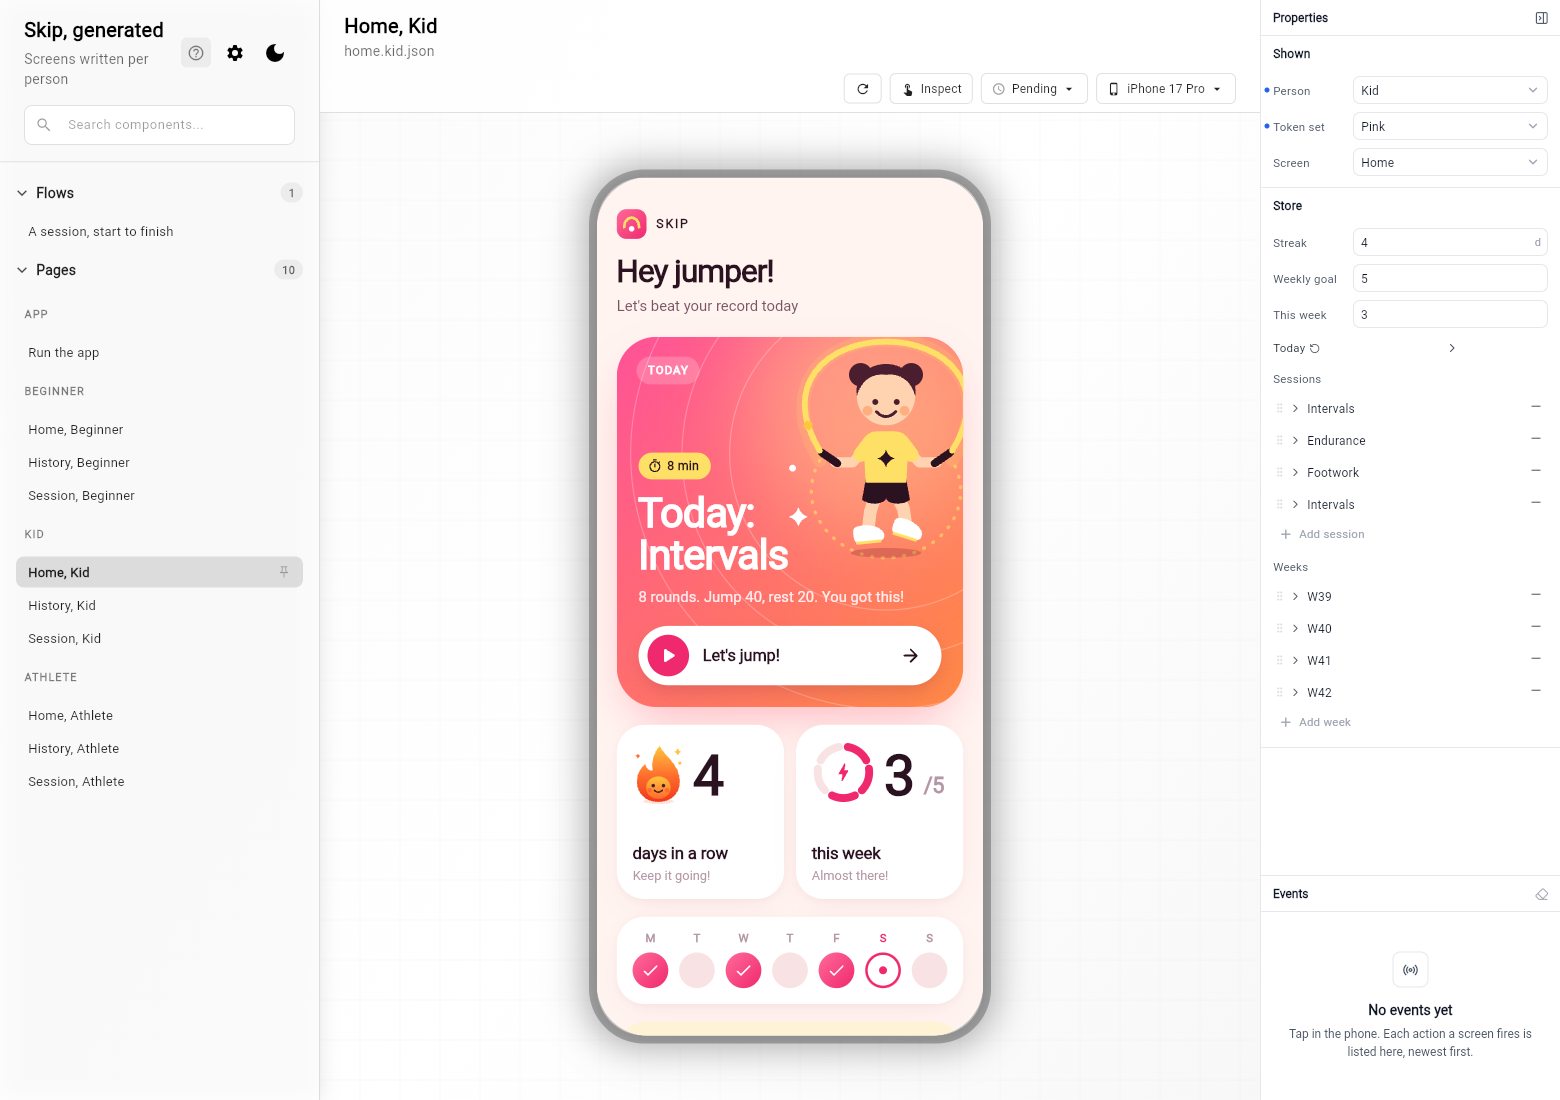 Skip, generated
Screens written per
person
Search components...
Flows
1
A session, start to finish
Pages
10
APP
Run the app
BEGINNER
Home, Beginner
History, Beginner
Session, Beginner
KID
Home, Kid
History, Kid
Session, Kid
ATHLETE
Home, Athlete
History, Athlete
Session, Athlete
Home, Kid
home.kid.json
Inspect
Pending
iPhone 17 Pro
SKIP
Hey jumper!
Let's beat your record today
TODAY
8 min
Today:
Intervals
8 rounds. Jump 40, rest 20. You got this!
Let's jump!
4
days in a row
Keep it going!
3 /5
this week
Almost there!
M T W T F S S
Properties
Shown
Person
Kid
Token set
Pink
Screen
Home
Store
Streak
4
d
Weekly goal
5
This week
3
Today
Sessions
Intervals
Endurance
Footwork
Intervals
Add session
Weeks
W39
W40
W41
W42
Add week
Events
No events yet
Tap in the phone. Each action a screen fires is
listed here, newest first.